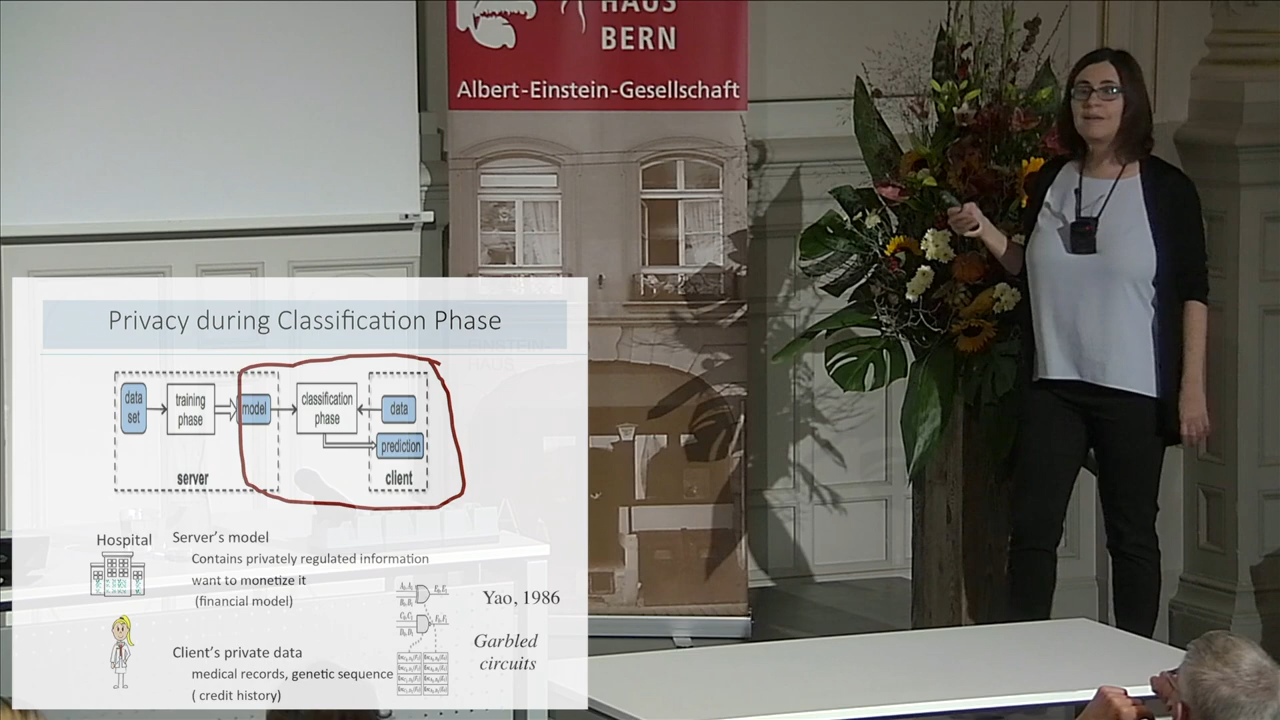 HAUS
BERN
Albert-Einstein-Gesellschaft
Privacy during Classification Phase
data
set
training
phase
model
classification
phase
data
prediction
server
client
Hospital
Server's model
Contains privately regulated information
want to monetize it
(financial model)
Yao, 1986
Garbled
circuits
Client's private data
medical records, genetic sequence
( credit history)